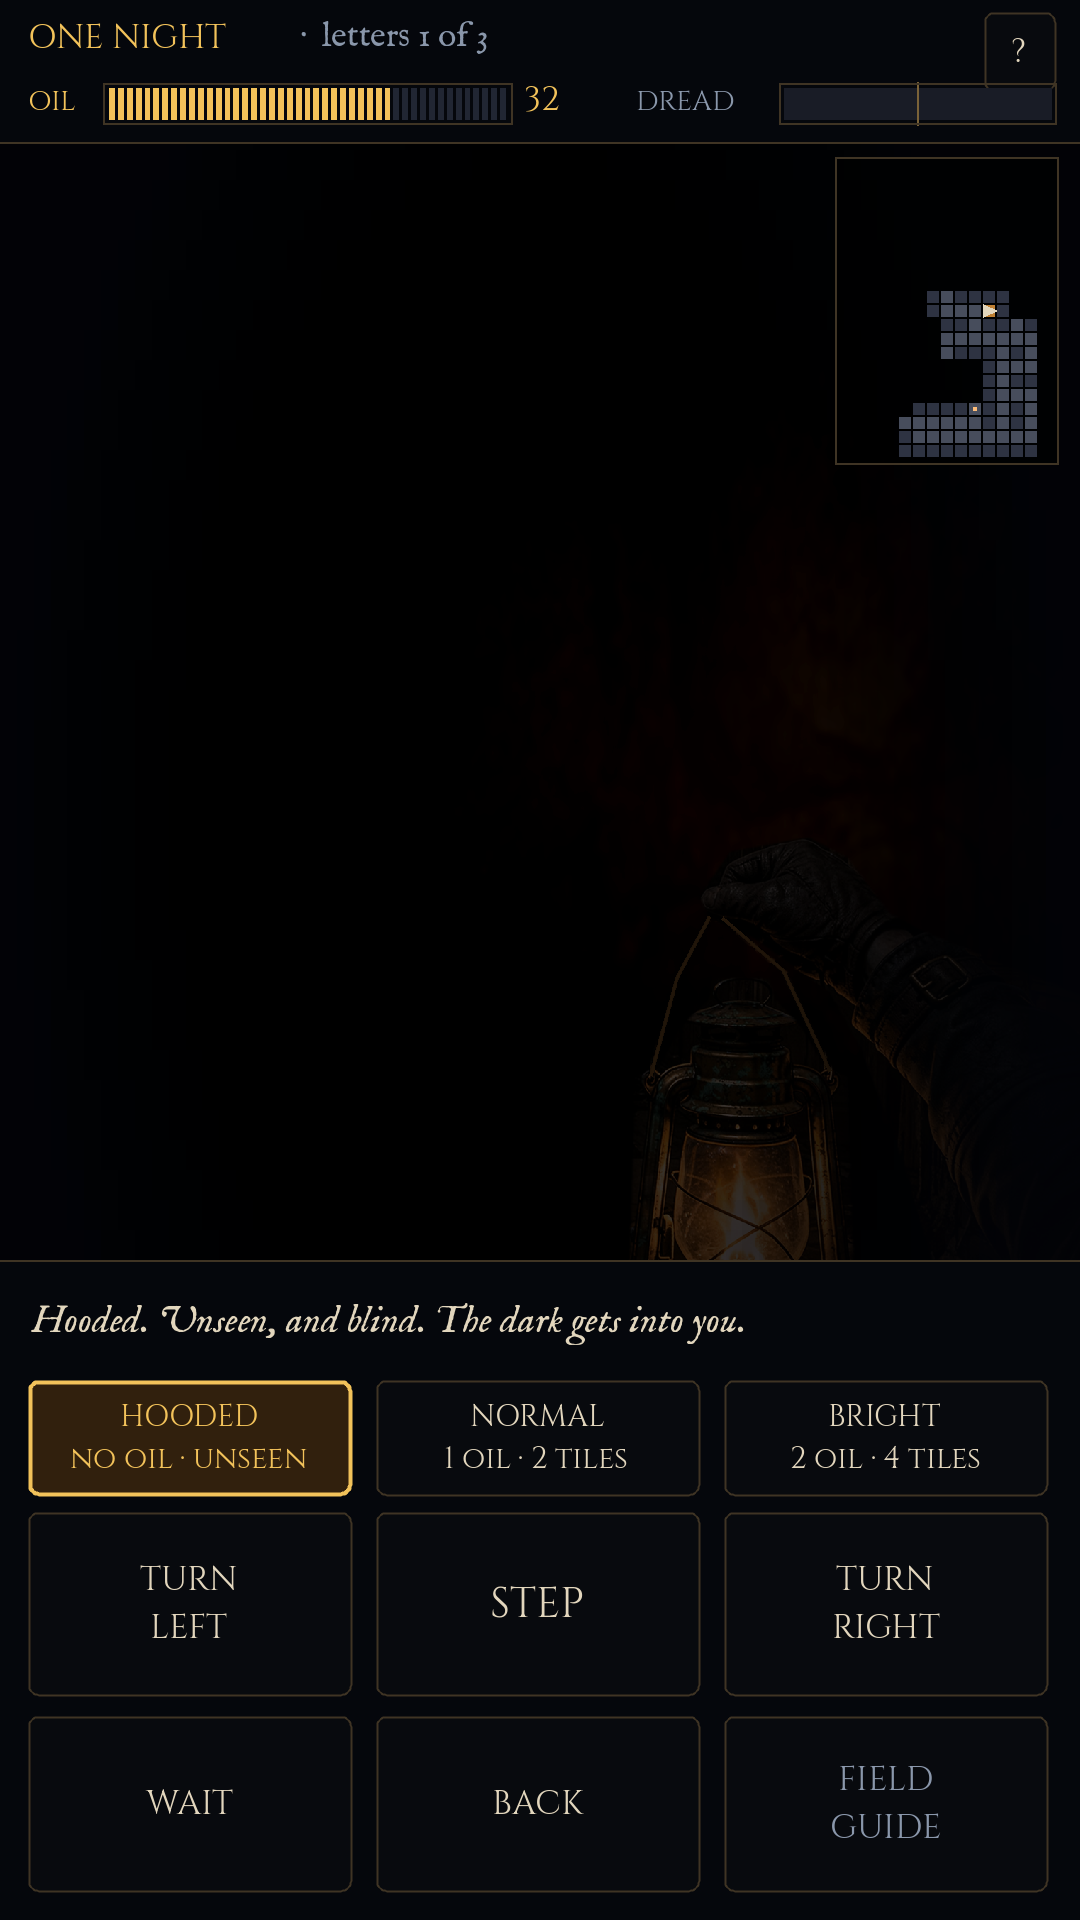 ONE NIGHT · letters 1 of 3
?
OIL 32 DREAD
Hooded. Unseen, and blind. The dark gets into you.
HOODED
NO OIL · UNSEEN
NORMAL
1 OIL · 2 TILES
BRIGHT
2 OIL · 4 TILES
TURN
LEFT
STEP
TURN
RIGHT
WAIT
BACK
FIELD
GUIDE